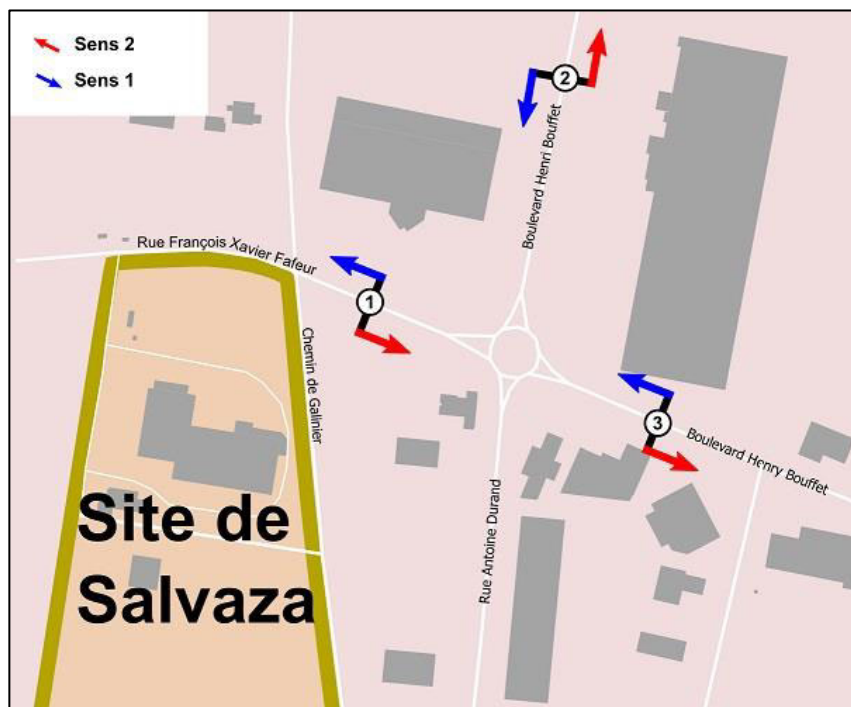 Sens 2
Sens 1
2
Boulevard Henri Bouffet
Rue François Xavier Fafeur
1
Chemin de Galinier
3
Boulevard Henry Bouffet
Rue Antoine Durand
Site de
Salvaza